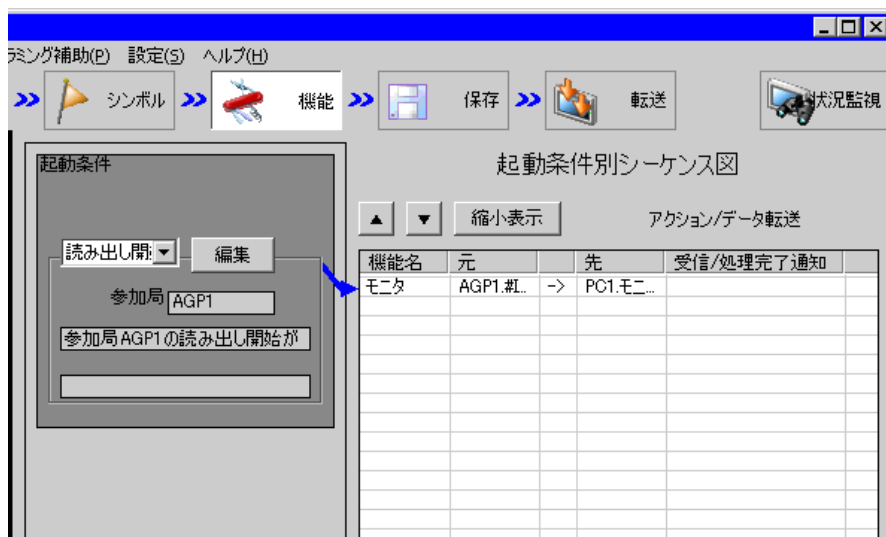 ラミング補助(P) 設定(S) ヘルプ(H)
シンボル 機能 保存 転送 状況監視
起動条件
起動条件別シーケンス図
▲ ▼ 縮小表示 アクション/データ転送
読み出し開 編集
機能名 元 先 受信/処理完了通知
モニタ AGP1.#I... -> PC1.モニ...
参加局 AGP1
参加局AGP1の読み出し開始が